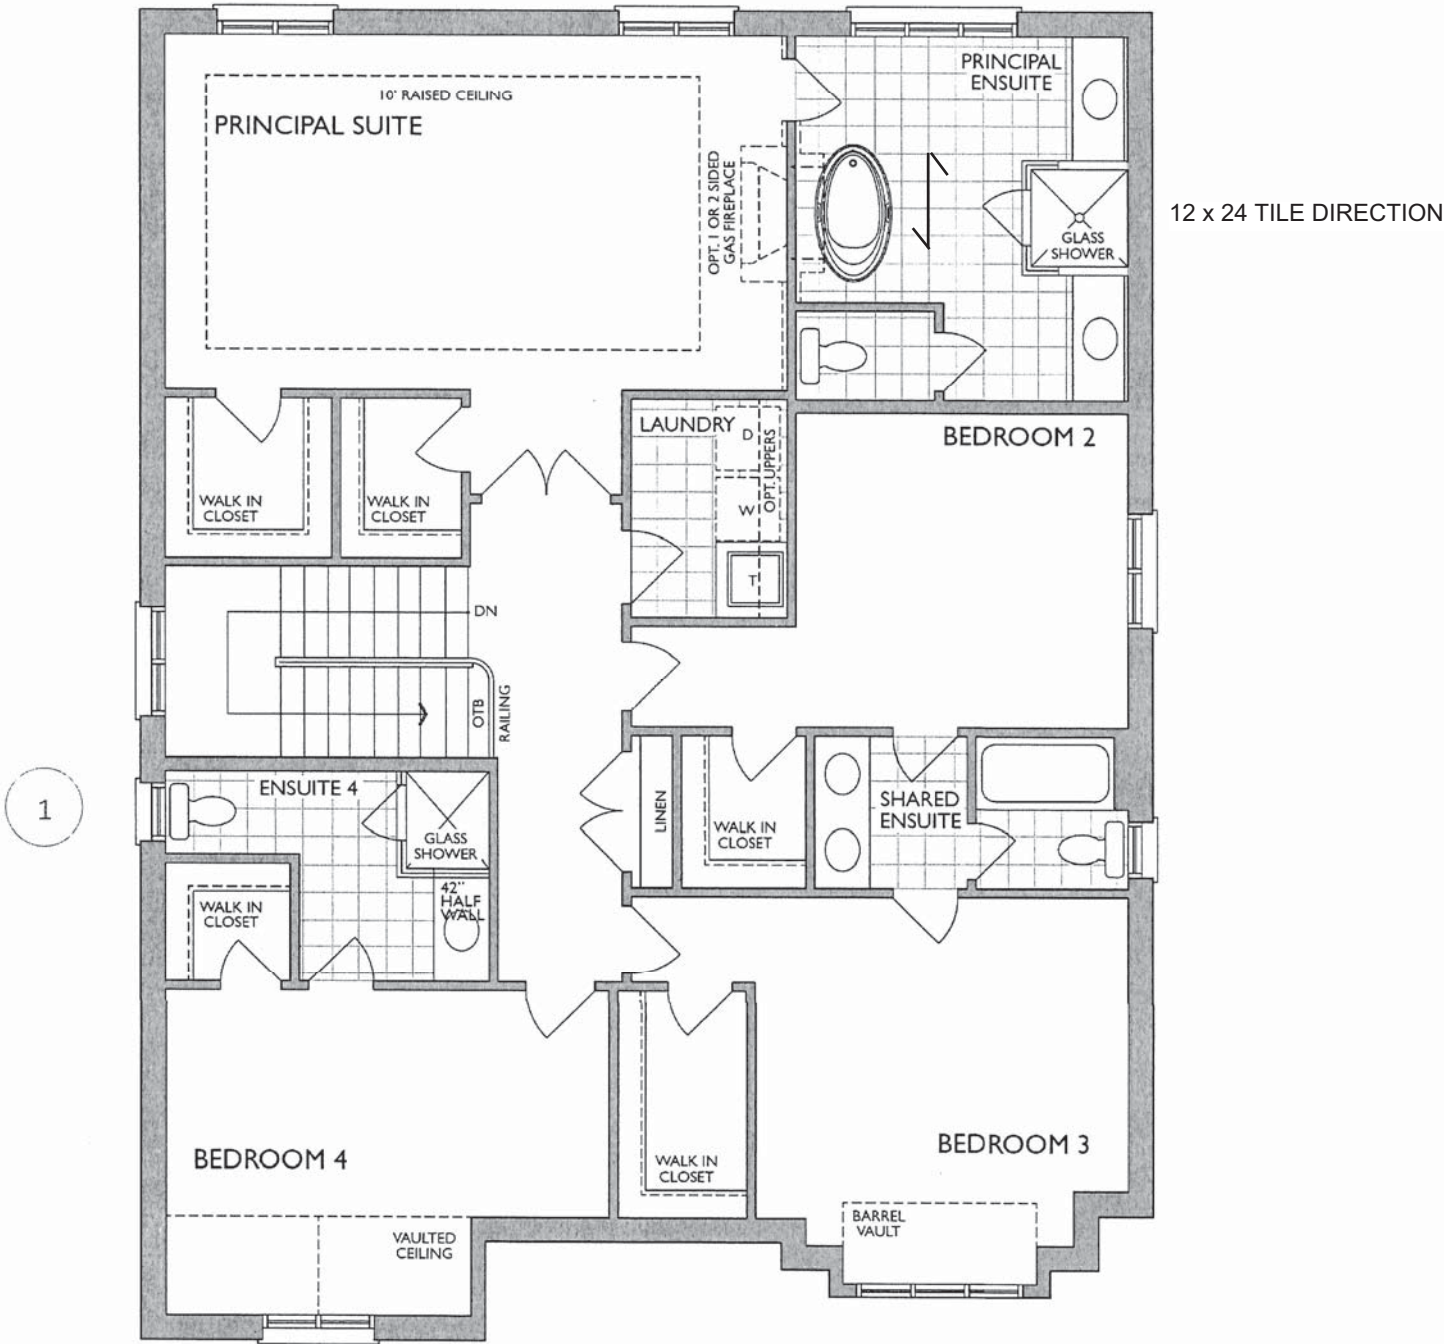 PRINCIPAL
ENSUITE
10' RAISED CEILING
PRINCIPAL SUITE
OPT. 1 OR 2 SIDED
GAS FIREPLACE
12 x 24 TILE DIRECTION
GLASS
SHOWER
LAUNDRY
D
OPT. UPPERS
W
T
BEDROOM 2
WALK IN
CLOSET
WALK IN
CLOSET
DN
OTB
RAILING
1
ENSUITE 4
GLASS
SHOWER
42"
HALF
WALL
WALK IN
CLOSET
LINEN
WALK IN
CLOSET
SHARED
ENSUITE
BEDROOM 4
WALK IN
CLOSET
BEDROOM 3
VAULTED
CEILING
BARREL
VAULT